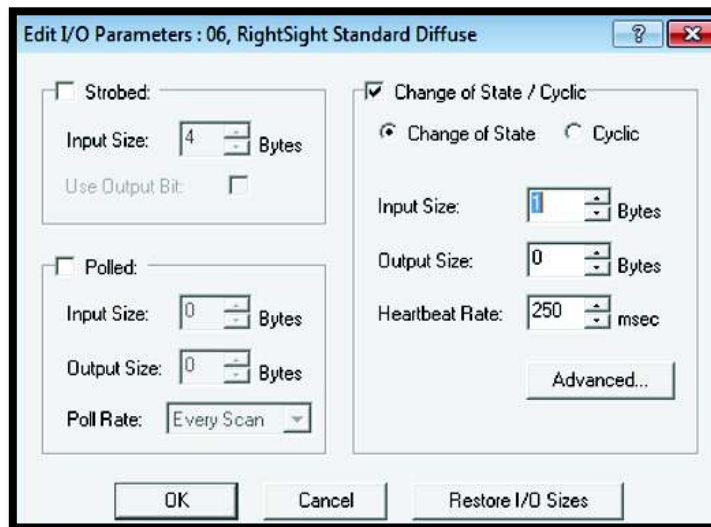 Edit I/O Parameters : 06, RightSight Standard Diffuse
Strobed:
Input Size: 4 Bytes
Use Output Bit:
Polled:
Input Size: 0 Bytes
Output Size: 0 Bytes
Poll Rate: Every Scan
Change of State / Cyclic
Change of State Cyclic
Input Size: 1 Bytes
Output Size: 0 Bytes
Heartbeat Rate: 250 msec
Advanced...
OK Cancel Restore I/O Sizes